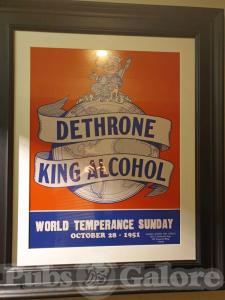 DETHRONE
KING ALCOHOL
WORLD TEMPERANCE SUNDAY
OCTOBER 28 - 1951
Pubs Galore